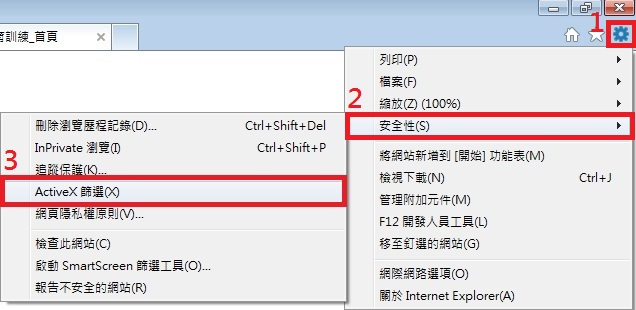 訓練_首頁
1
列印(P)
檔案(F)
縮放(Z) (100%)
2
安全性(S)
將網站新增到 [開始] 功能表(M)
檢視下載(N) Ctrl+J
管理附加元件(M)
F12 開發人員工具(L)
移至釘選的網站(G)
網際網路選項(O)
關於 Internet Explorer(A)
刪除瀏覽歷程記錄(D)... Ctrl+Shift+Del
InPrivate 瀏覽(I) Ctrl+Shift+P
3
追蹤保護(K)...
ActiveX 篩選(X)
網頁隱私權原則(V)...
檢查此網站(C)
啟動 SmartScreen 篩選工具(O)...
報告不安全的網站(R)